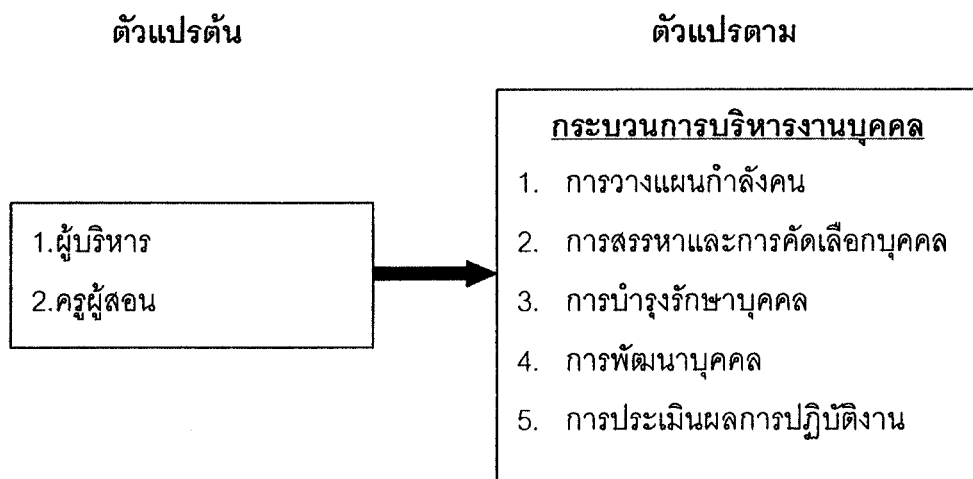 ตัวแปรต้น
ตัวแปรตาม
1.ผู้บริหาร
2.ครูผู้สอน
กระบวนการบริหารงานบุคคล
1. การวางแผนกำลังคน
2. การสรรหาและการคัดเลือกบุคคล
3. การบำรุงรักษาบุคคล
4. การพัฒนาบุคคล
5. การประเมินผลการปฏิบัติงาน